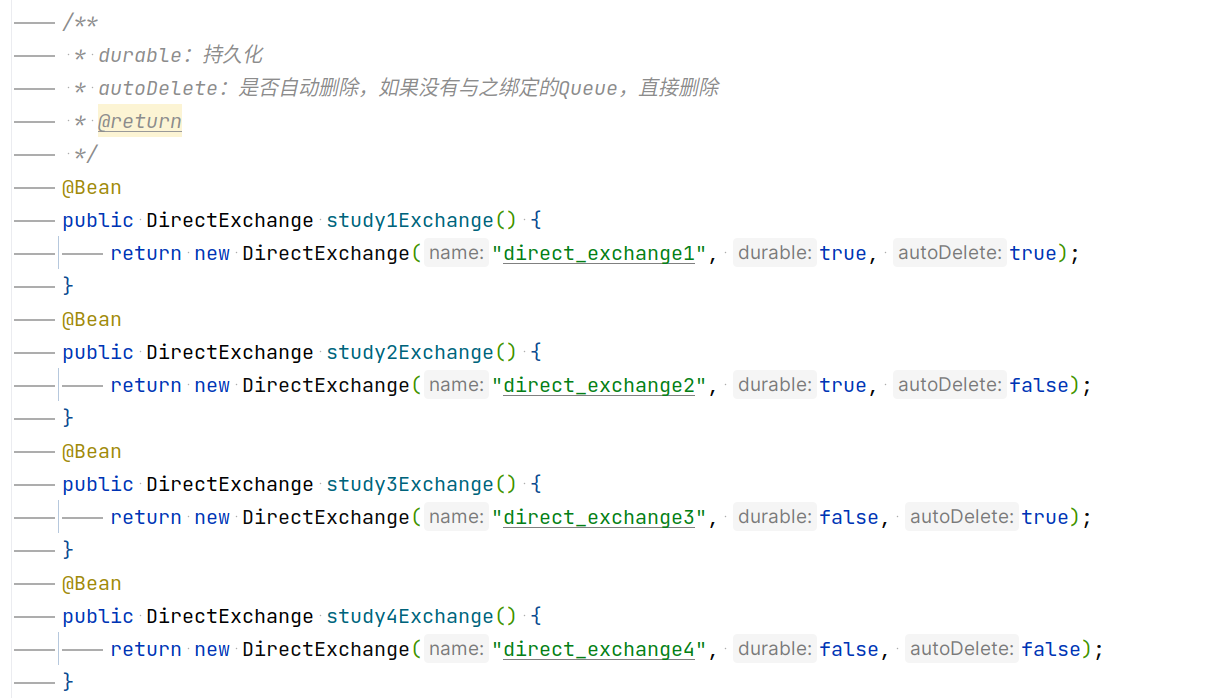 /**
* durable：持久化
* autoDelete：是否自动删除，如果没有与之绑定的Queue，直接删除
* @return
*/
@Bean
public DirectExchange study1Exchange() {
return new DirectExchange( name: "direct_exchange1", durable: true, autoDelete: true);
}
@Bean
public DirectExchange study2Exchange() {
return new DirectExchange( name: "direct_exchange2", durable: true, autoDelete: false);
}
@Bean
public DirectExchange study3Exchange() {
return new DirectExchange( name: "direct_exchange3", durable: false, autoDelete: true);
}
@Bean
public DirectExchange study4Exchange() {
return new DirectExchange( name: "direct_exchange4", durable: false, autoDelete: false);
}